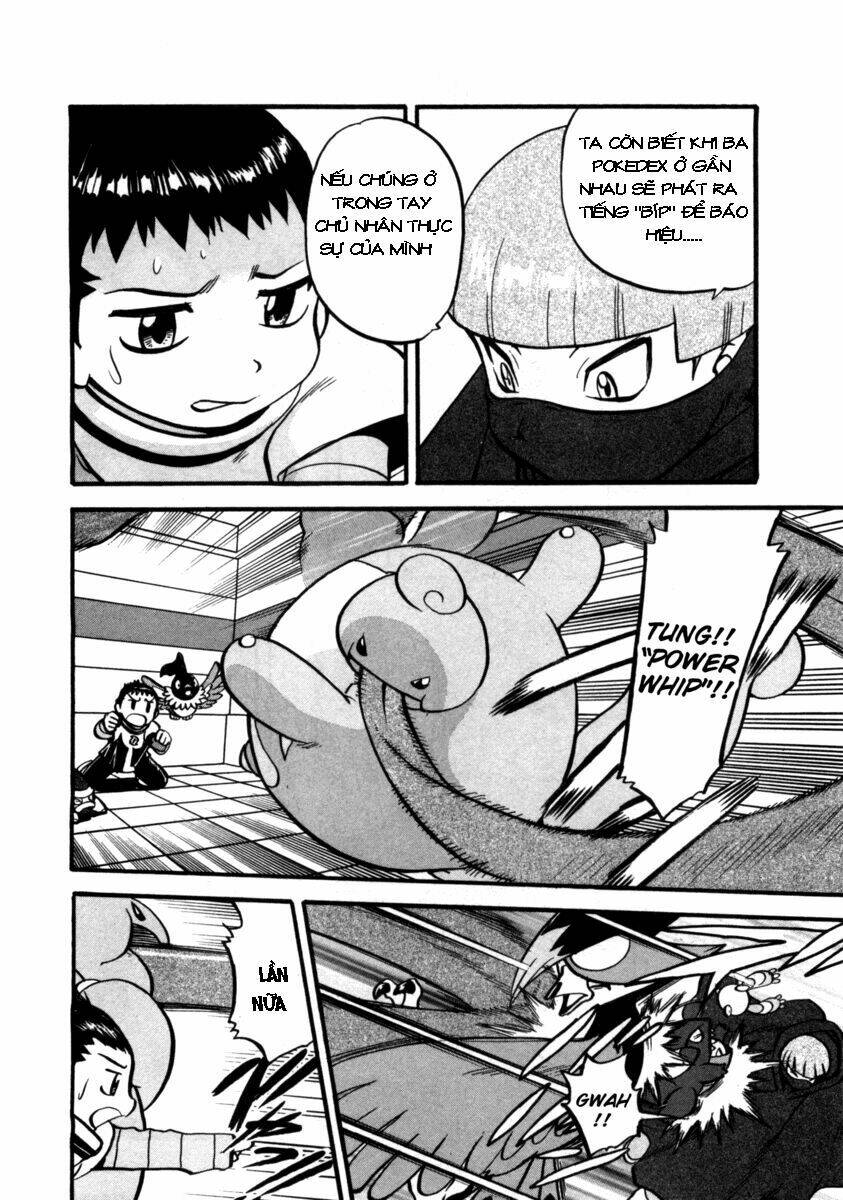 TA CÒN BIẾT KHI BA
POKEDEX Ở GẦN
NHAU SẼ PHÁT RA
TIẾNG "BÍP" ĐỂ BÁO
HIỆU.....
NẾU CHÚNG Ở
TRONG TAY
CHỦ NHÂN THỰC
SỰ CỦA MÌNH
TUNG!!
"POWER
WHIP"!!
GWAH
!!
LẦN
NỮA